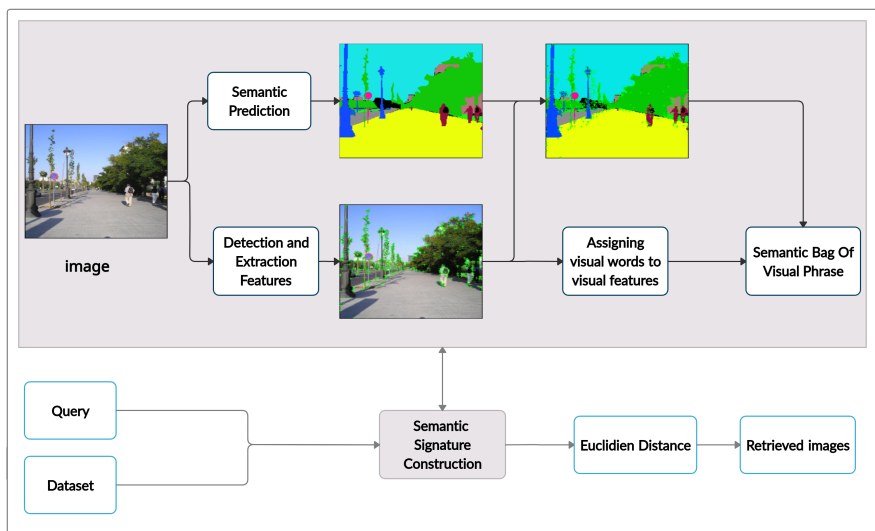 Semantic
Prediction
image
Detection and
Extraction
Features
Assigning
visual words to
visual features
Semantic Bag Of
Visual Phrase
Query
Dataset
Semantic
Signature
Construction
Euclidien Distance
Retrieved images